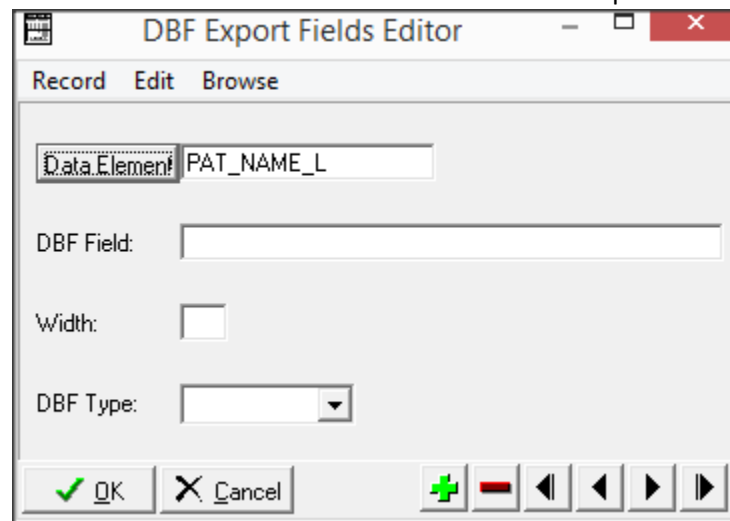 DBF Export Fields Editor
Record Edit Browse
Data Element PAT_NAME_L
DBF Field:
Width:
DBF Type:
OK Cancel